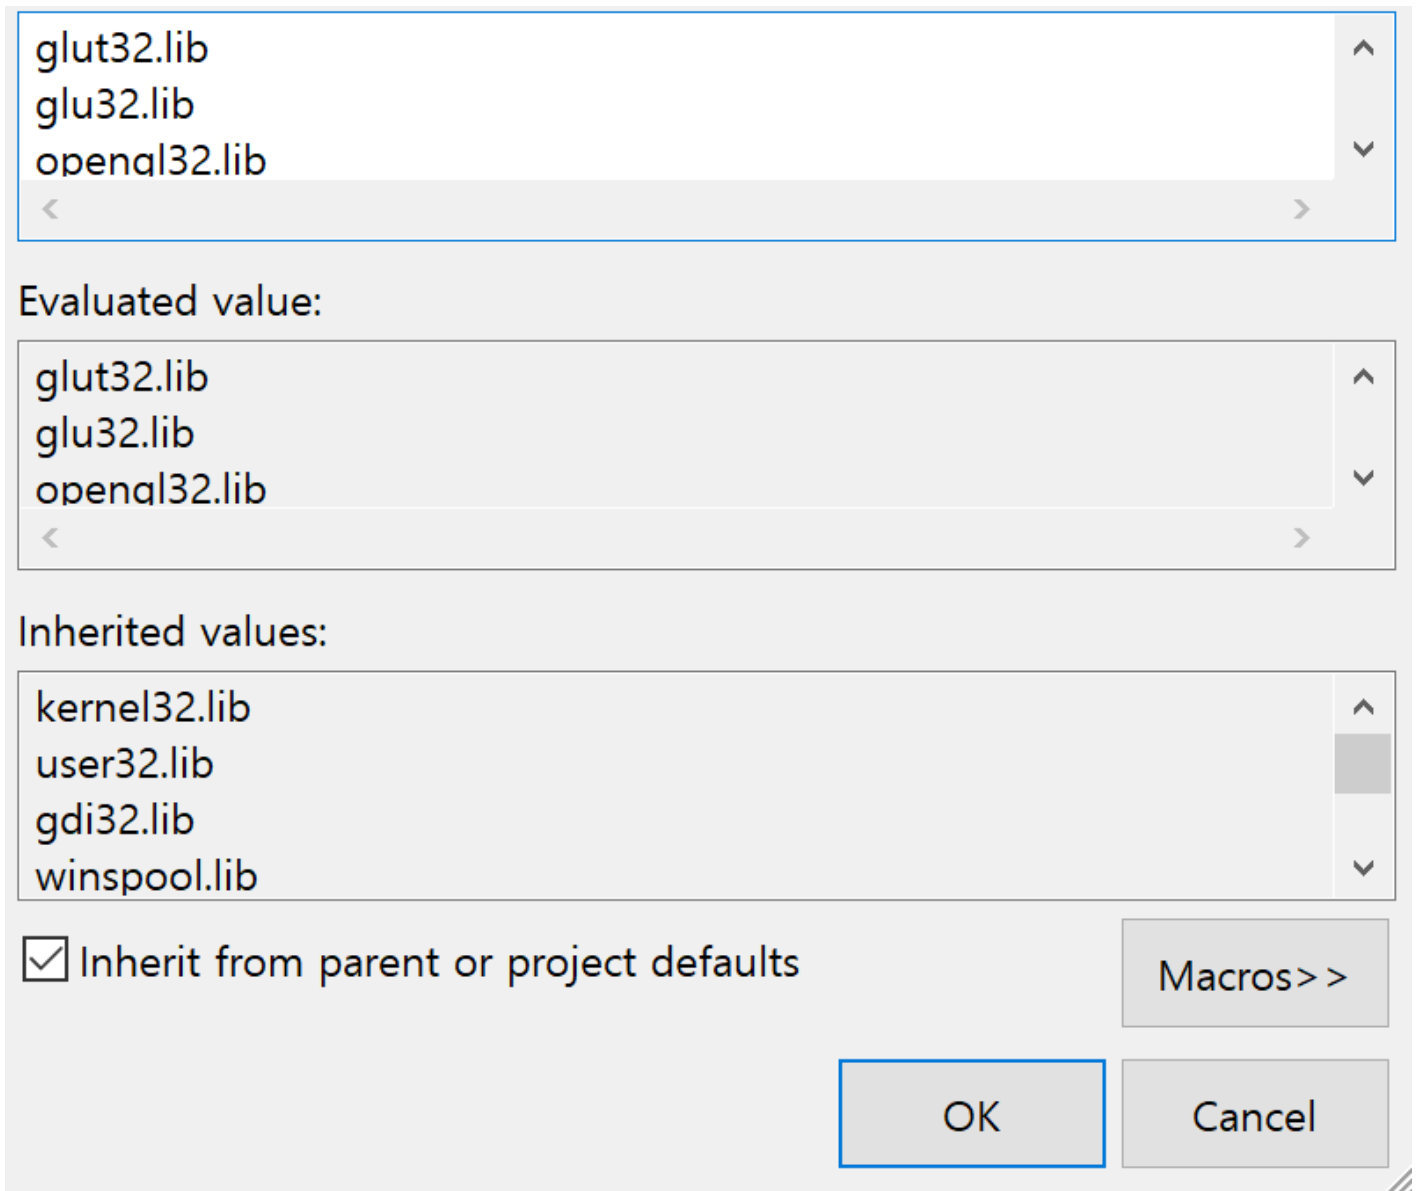 glut32.lib
glu32.lib
opengl32.lib
Evaluated value:
glut32.lib
glu32.lib
opengl32.lib
Inherited values:
kernel32.lib
user32.lib
gdi32.lib
winspool.lib
Inherit from parent or project defaults
Macros>>
OK
Cancel